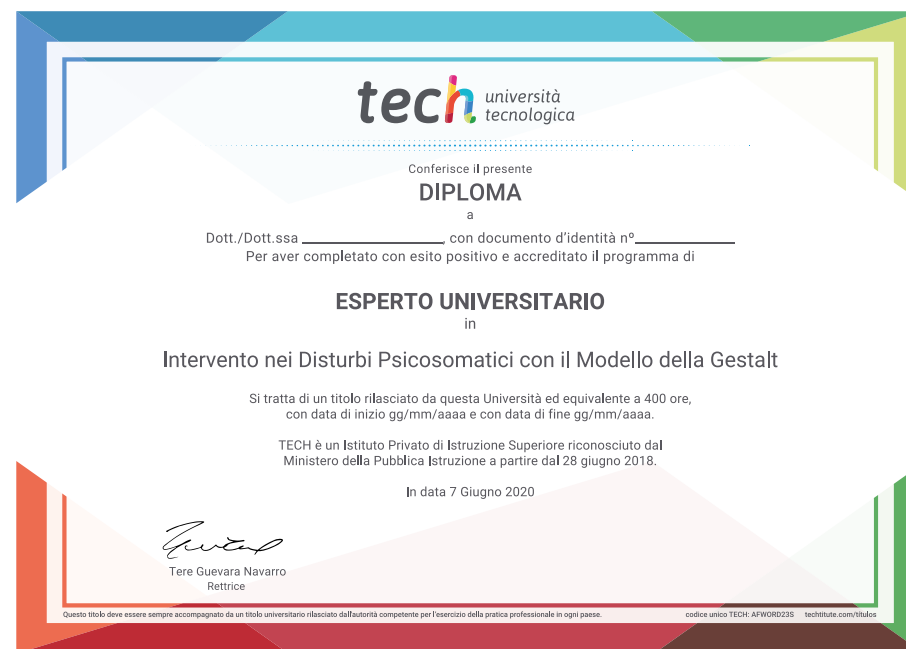 tech università
tecnologica
Conferisce il presente
DIPLOMA
a
Dott./Dott.ssa ________________, con documento d'identità nº____________
Per aver completato con esito positivo e accreditato il programma di
ESPERTO UNIVERSITARIO
in
Intervento nei Disturbi Psicosomatici con il Modello della Gestalt
Si tratta di un titolo rilasciato da questa Università ed equivalente a 400 ore,
con data di inizio gg/mm/aaaa e con data di fine gg/mm/aaaa.
TECH è un Istituto Privato di Istruzione Superiore riconosciuto dal
Ministero della Pubblica Istruzione a partire dal 28 giugno 2018.
In data 7 Giugno 2020
Tere Guevara Navarro
Rettrice
Questo titolo deve essere sempre accompagnato da un titolo universitario rilasciato dall'autorità competente per l'esercizio della pratica professionale in ogni paese. codice unico TECH: AFWORD23S techtitute.com/titulos